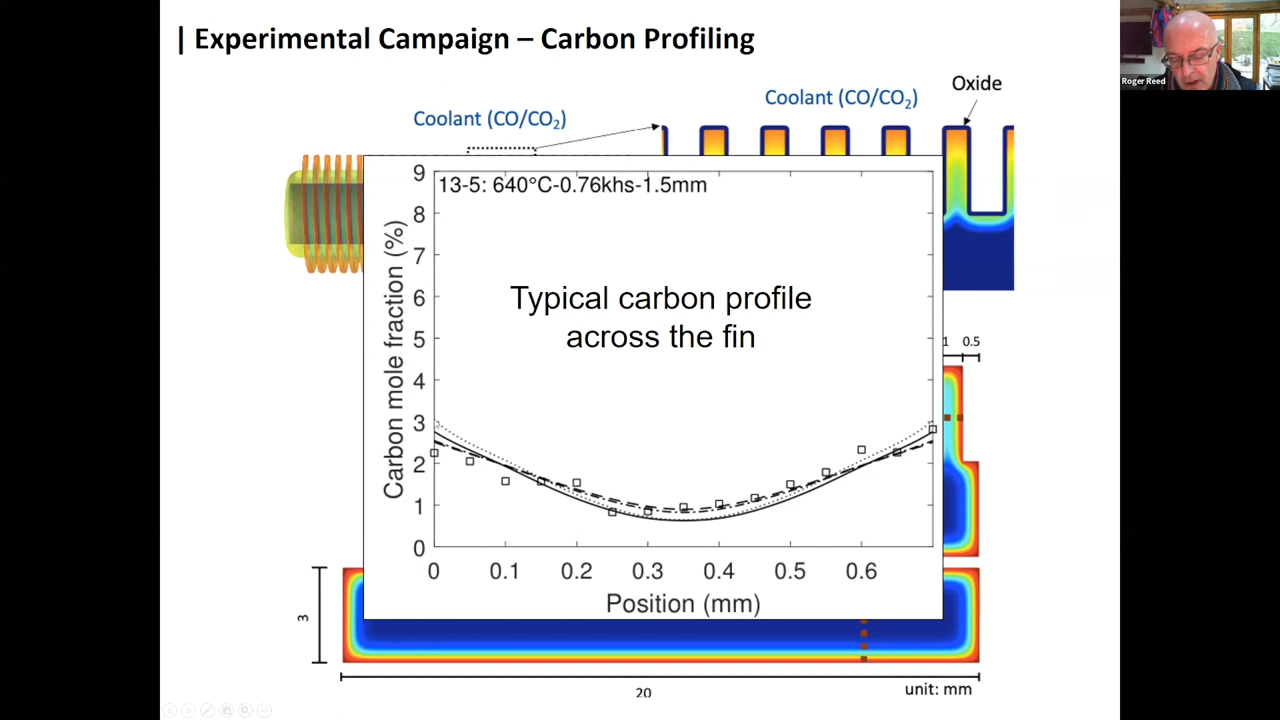 | Experimental Campaign – Carbon Profiling
Roger Reed
Oxide
Coolant (CO/CO₂)
Coolant (CO/CO₂)
9
13-5: 640°C-0.76khs-1.5mm
8
7
6
5
4
3
2
1
0
Carbon mole fraction (%)
Typical carbon profile
across the fin
0 0.1 0.2 0.3 0.4 0.5 0.6
Position (mm)
1 0.5
3
20
unit: mm